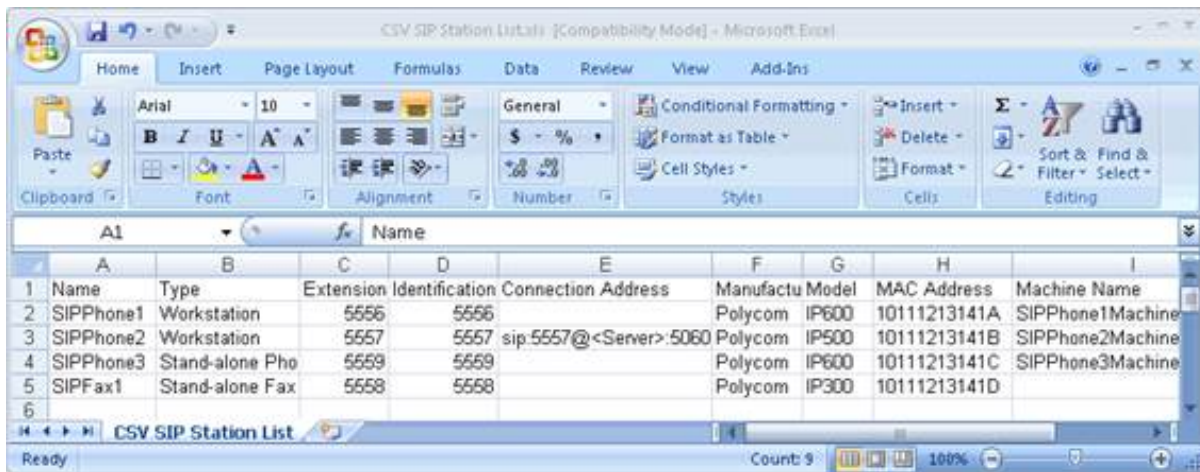 CSV SIP Station List.xls [Compatibility Mode] - Microsoft Excel
Home Insert Page Layout Formulas Data Review View Add-Ins
Paste
Clipboard
Arial 10
B I U A A
A
Font
Alignment
General
$ % ,
Number
Conditional Formatting
Format as Table
Cell Styles
Styles
Insert
Delete
Format
Cells
Σ
Sort & Filter
Find & Select
Editing
A1 fx Name
A B C D E F G H I
1 Name Type Extension Identification Connection Address Manufactu Model MAC Address Machine Name
2 SIPPhone1 Workstation 5556 5556 Polycom IP600 10111213141A SIPPhone1Machine
3 SIPPhone2 Workstation 5557 5557 sip:5557@<Server>:5060 Polycom IP500 10111213141B SIPPhone2Machine
4 SIPPhone3 Stand-alone Pho 5559 5559 Polycom IP600 10111213141C SIPPhone3Machine
5 SIPFax1 Stand-alone Fax 5558 5558 Polycom IP300 10111213141D
6
CSV SIP Station List
Ready Count: 9 100%